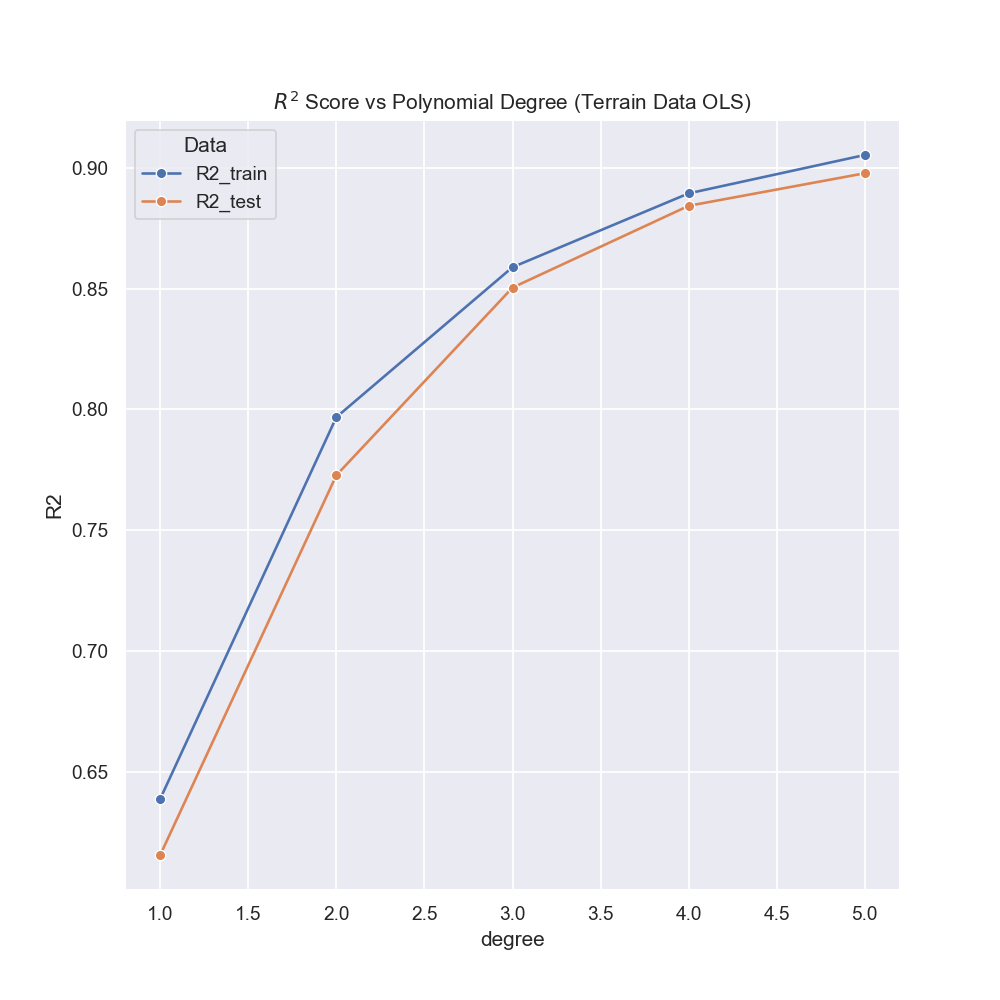 R² Score vs Polynomial Degree (Terrain Data OLS)
Data
R2_train
R2_test
0.90
0.85
0.80
0.75
0.70
0.65
R2
1.0 1.5 2.0 2.5 3.0 3.5 4.0 4.5 5.0
degree